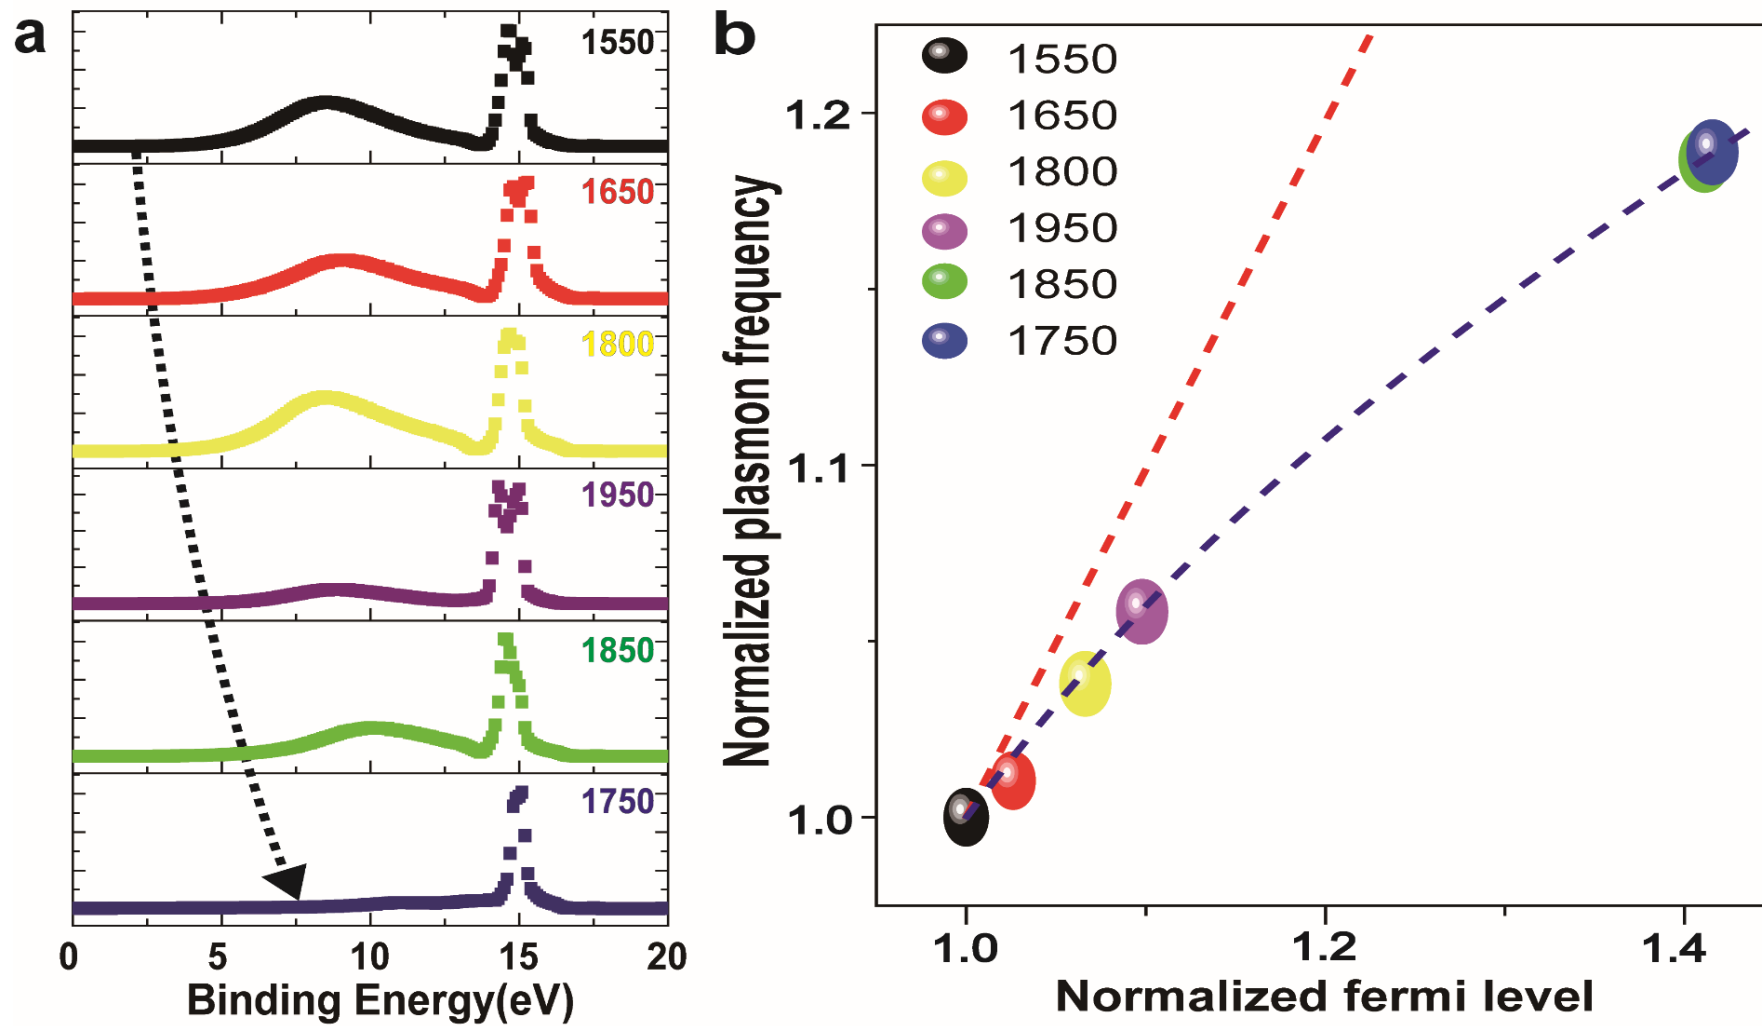 a
1550
1650
1800
1950
1850
1750
0 5 10 15 20
Binding Energy(eV)
b
1550
1650
1800
1950
1850
1750
1.2
1.1
1.0
Normalized plasmon frequency
1.0 1.2 1.4
Normalized fermi level